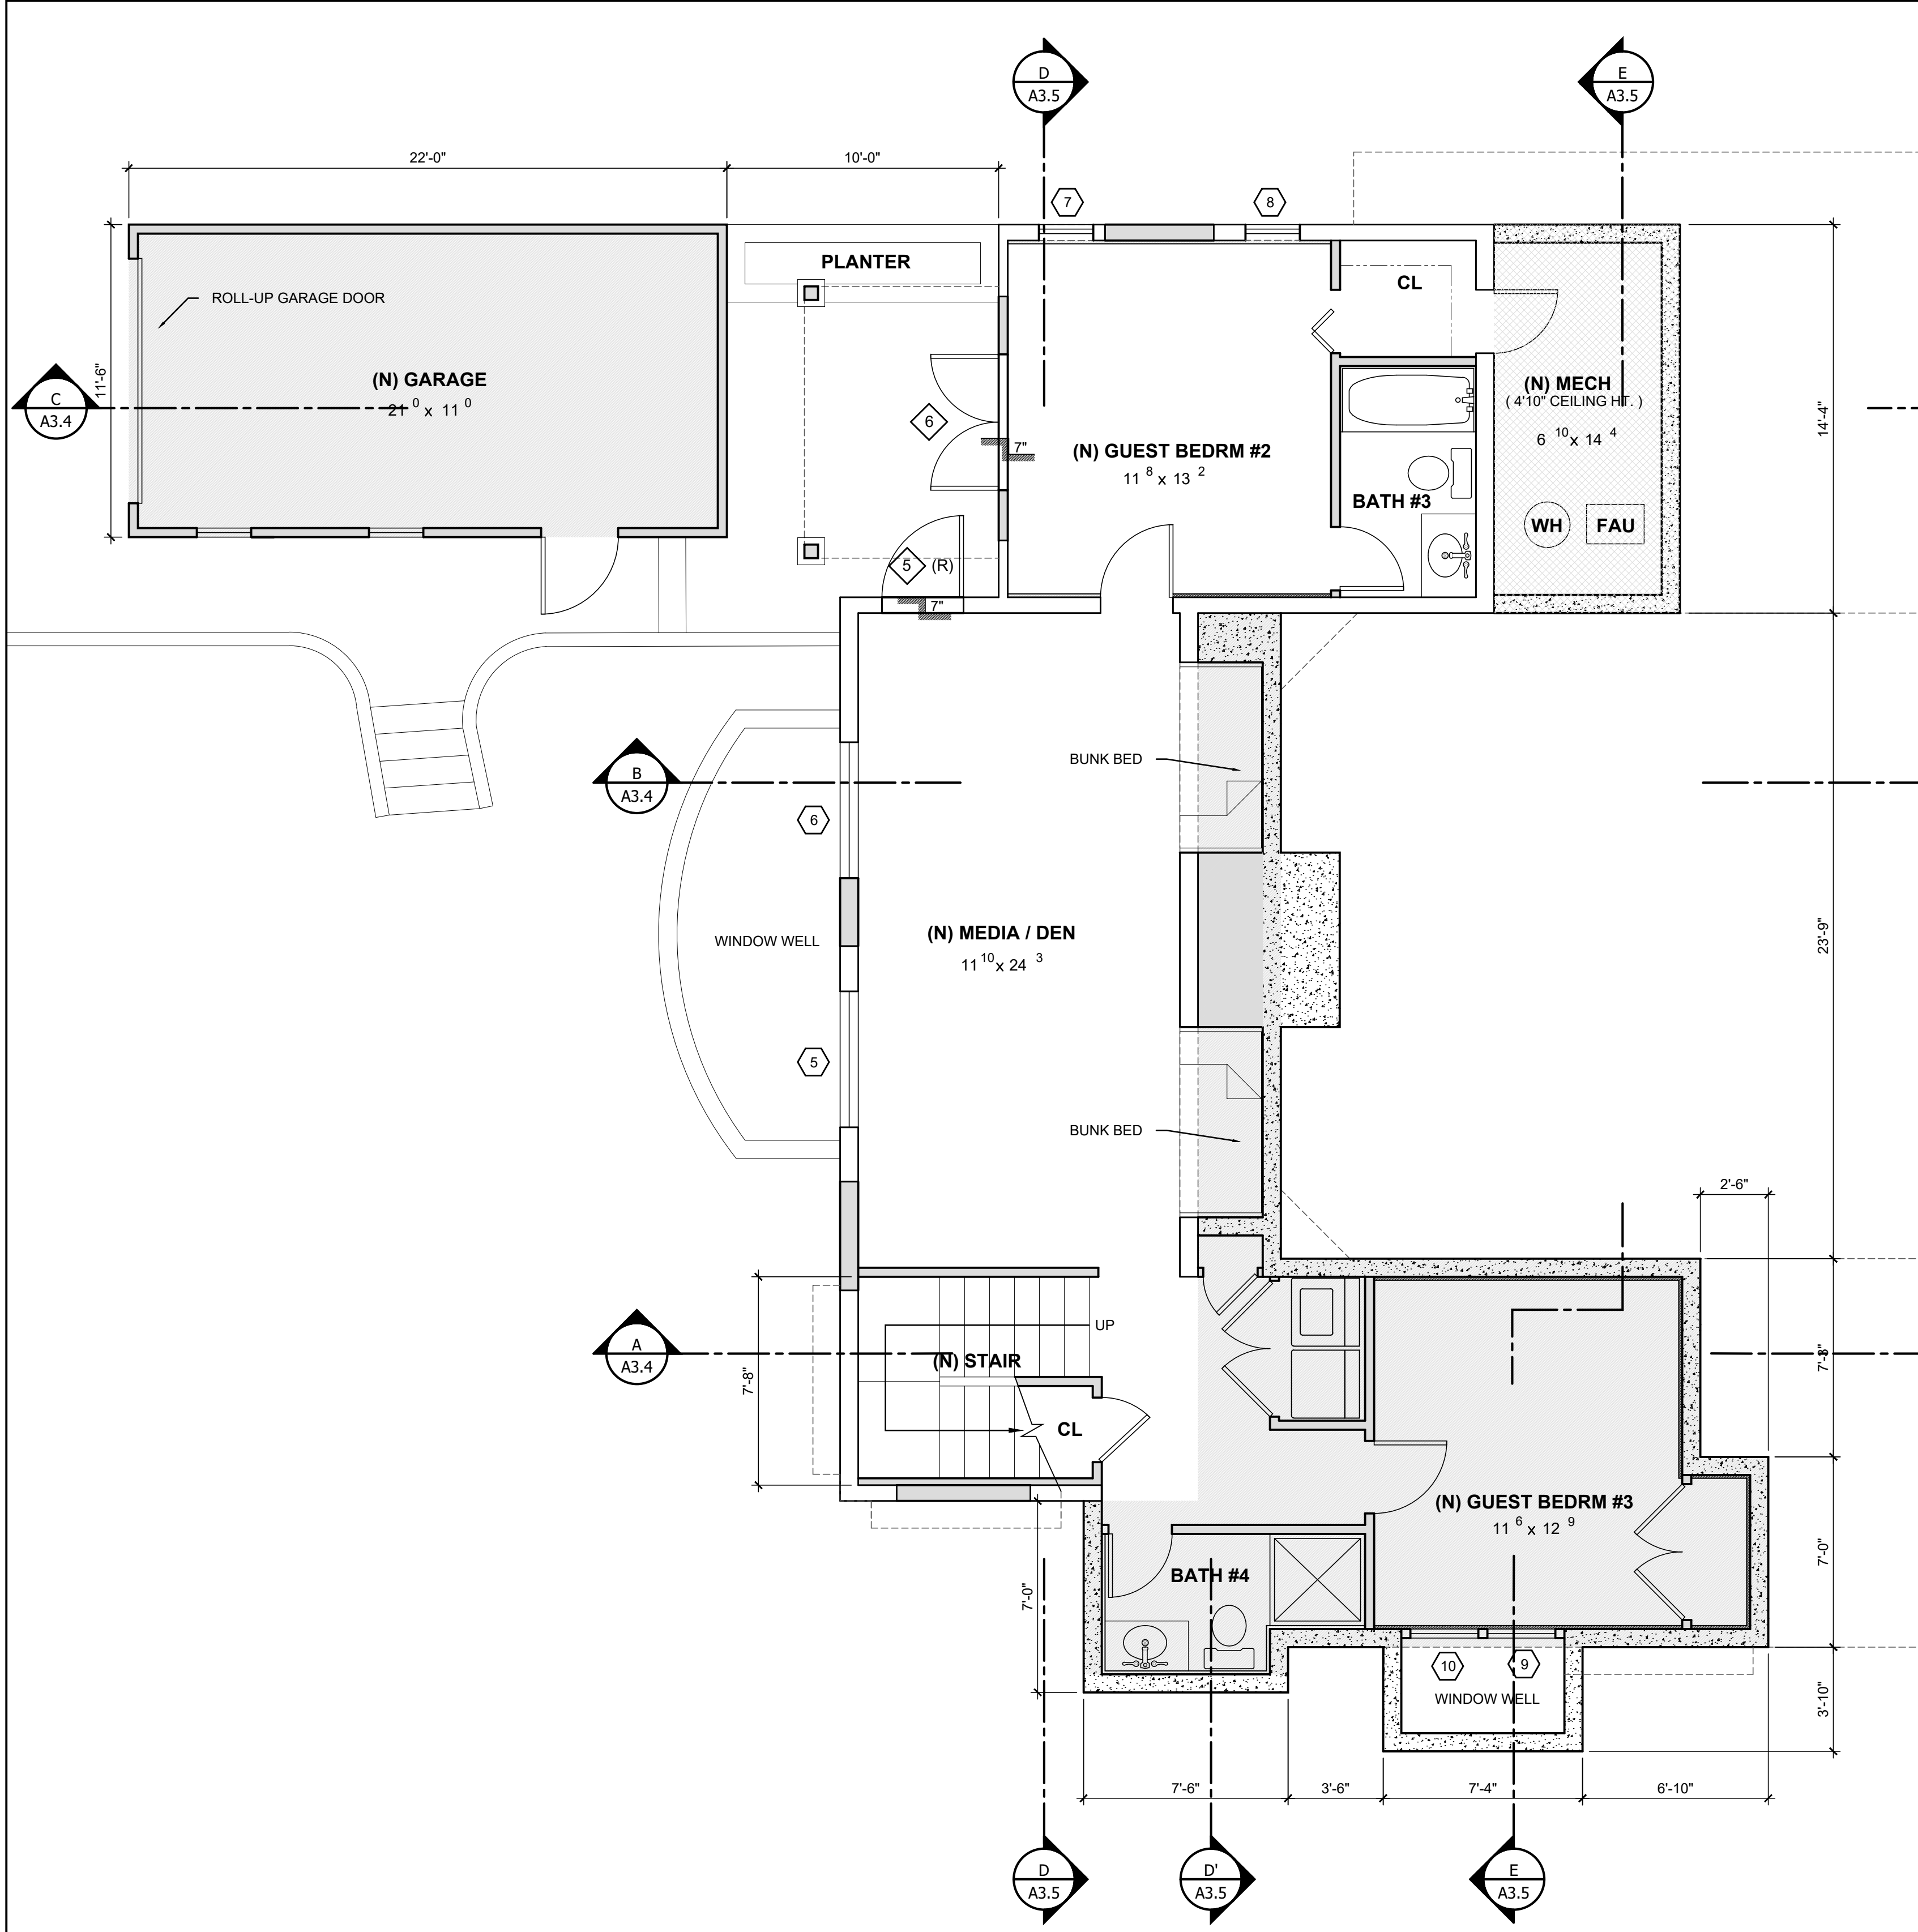 D
A3.5
E
A3.5
22'-0"
10'-0"
7
8
PLANTER
CL
ROLL-UP GARAGE DOOR
11'-6"
C
A3.4
(N) GARAGE
21 0 x 11 0
6
7"
(N) GUEST BEDRM #2
11 8 x 13 2
(N) MECH
( 4'10" CEILING HT. )
6 10 x 14 4
14'-4"
BATH #3
WH
FAU
5
(R)
7"
BUNK BED
B
A3.4
6
(N) MEDIA / DEN
11 10 x 24 3
WINDOW WELL
23'-9"
5
BUNK BED
2'-6"
A
A3.4
UP
(N) STAIR
7'-8"
7'-3"
CL
(N) GUEST BEDRM #3
11 6 x 12 9
7'-0"
BATH #4
7'-0"
10
9
WINDOW WELL
3'-10"
7'-6"
3'-6"
7'-4"
6'-10"
D
A3.5
D'
A3.5
E
A3.5